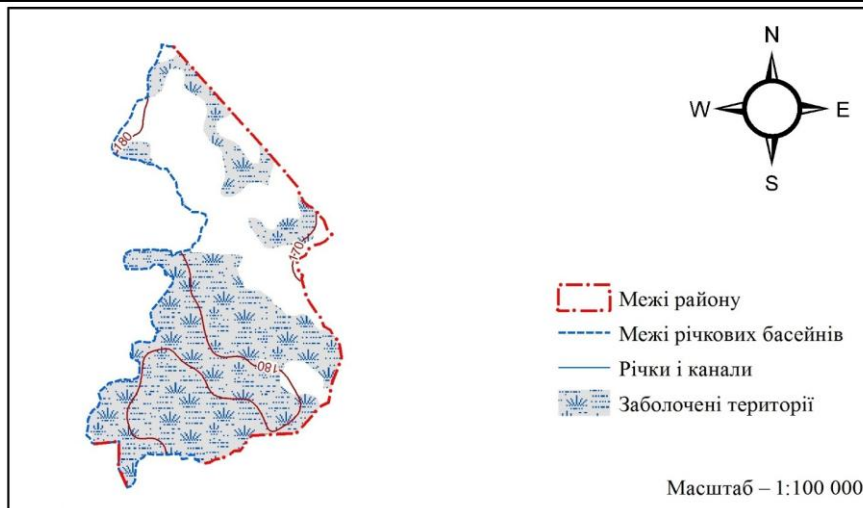 N
W E
S
180
170
180
Межі району
Межі річкових басейнів
Річки і канали
Заболочені території
Масштаб – 1:100 000